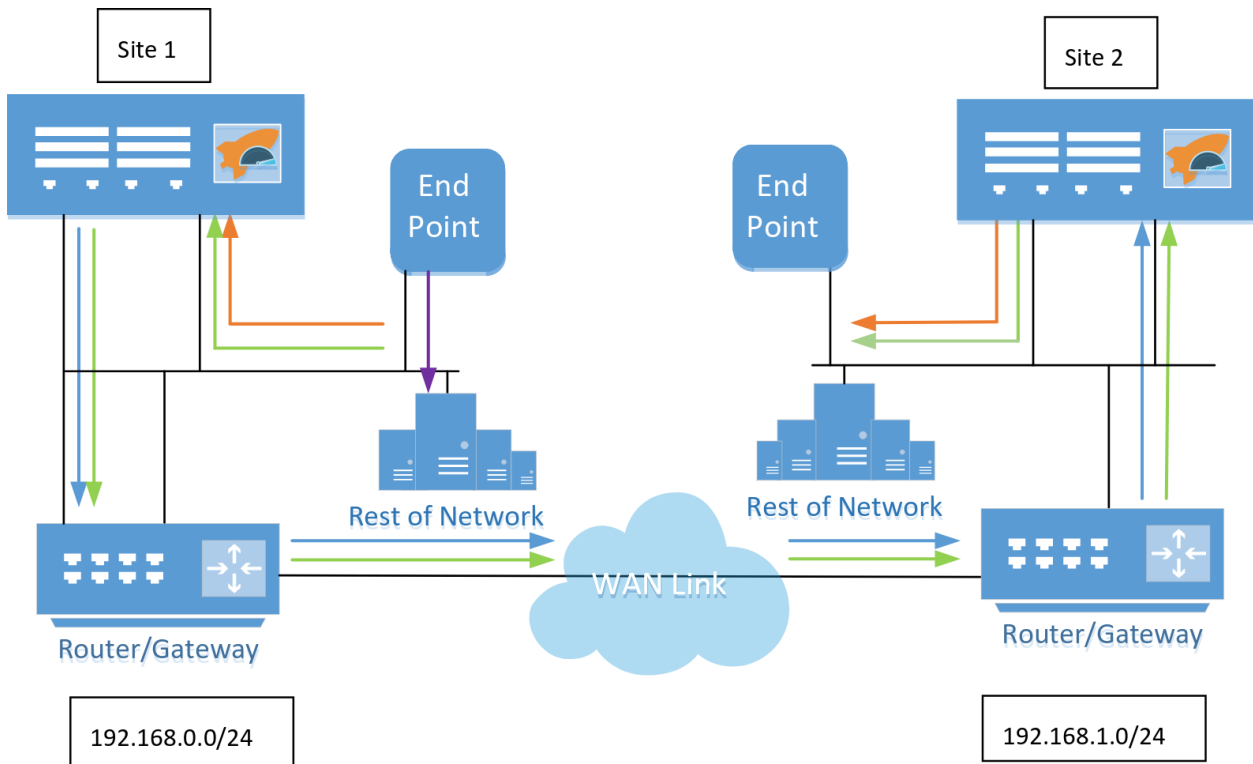 Site 1
Site 2
End
Point
End
Point
Rest of Network
Rest of Network
WAN Link
Router/Gateway
Router/Gateway
192.168.0.0/24
192.168.1.0/24